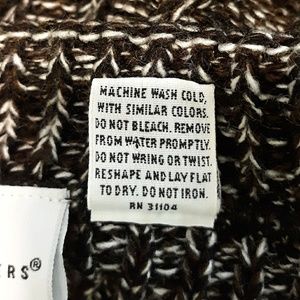 MACHINE WASH COLD,
WITH SIMILAR COLORS.
DO NOT BLEACH. REMOVE
FROM WATER PROMPTLY.
DO NOT WRING OR TWIST.
RESHAPE AND LAY FLAT
TO DRY. DO NOT IRON.
RN 31104
ERS®